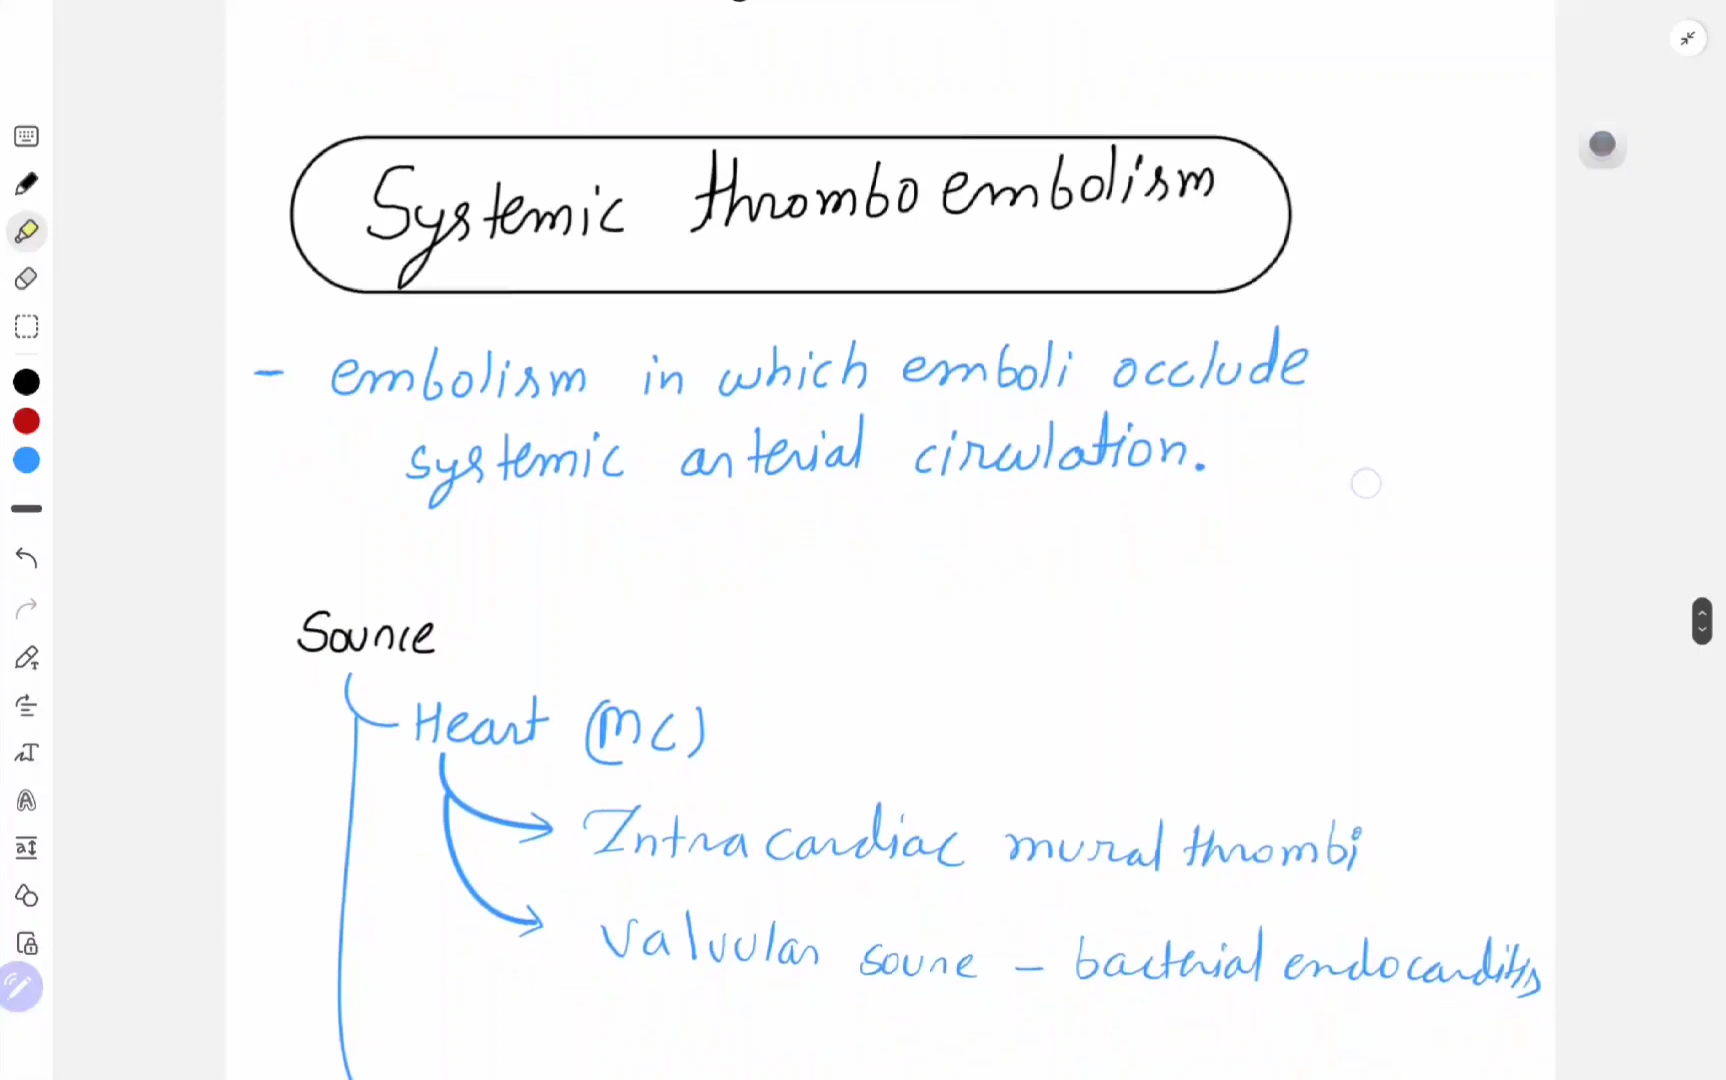 Systemic thromboembolism
- embolism in which emboli occlude
systemic arterial circulation.
Source
Heart (MC)
Intracardiac mural thrombi
Valvular source - bacterial endocarditis